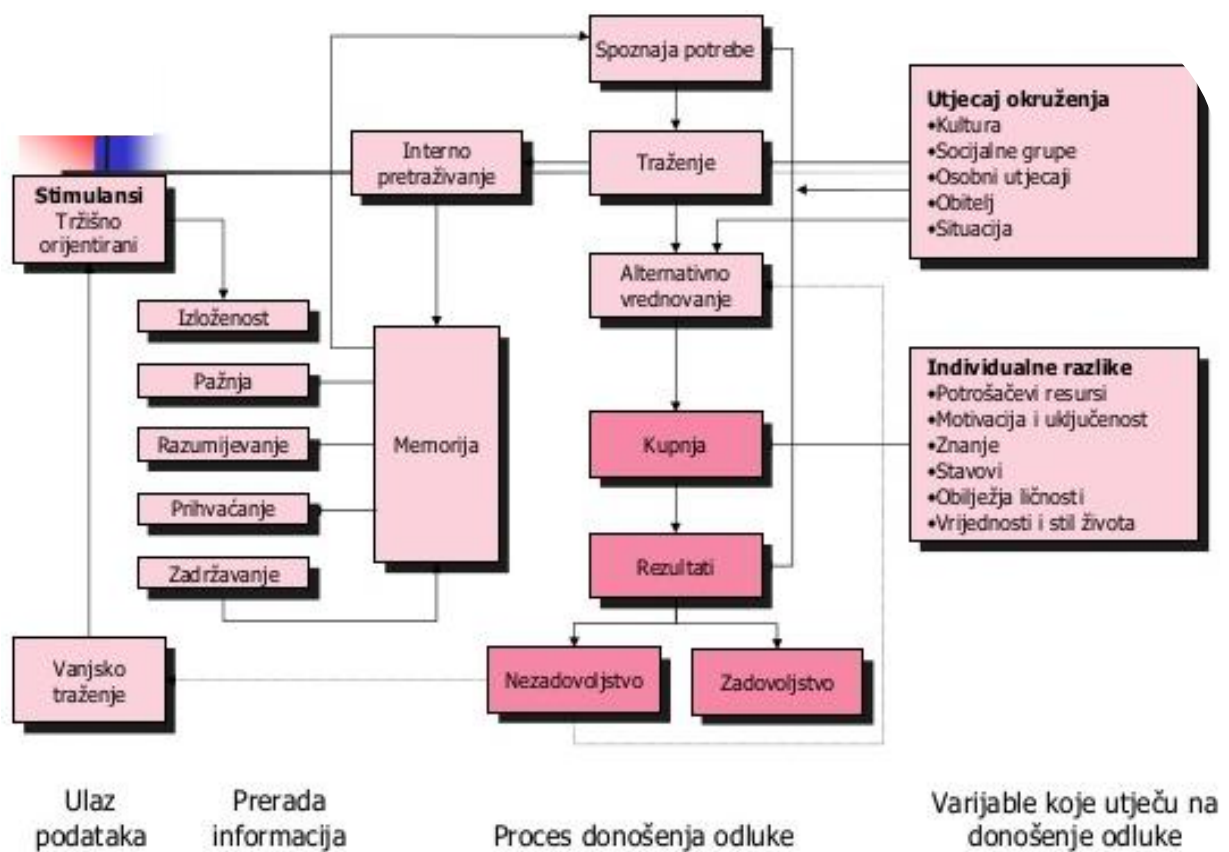 Spoznaja potrebe
Utjecaj okruženja
•Kultura
•Socijalne grupe
•Osobni utjecaji
•Obitelj
•Situacija
Interno
pretraživanje
Traženje
Stimulansi
Tržišno
orijentirani
Alternativno
vrednovanje
Izloženost
Pažnja
Razumijevanje
Prihvaćanje
Zadržavanje
Memorija
Kupnja
Individualne razlike
•Potrošačevi resursi
•Motivacija i uključenost
•Znanje
•Stavovi
•Obilježja ličnosti
•Vrijednosti i stil života
Rezultati
Vanjsko
traženje
Nezadovoljstvo
Zadovoljstvo
Ulaz
podataka
Prerada
informacija
Proces donošenja odluke
Varijable koje utječu na
donošenje odluke